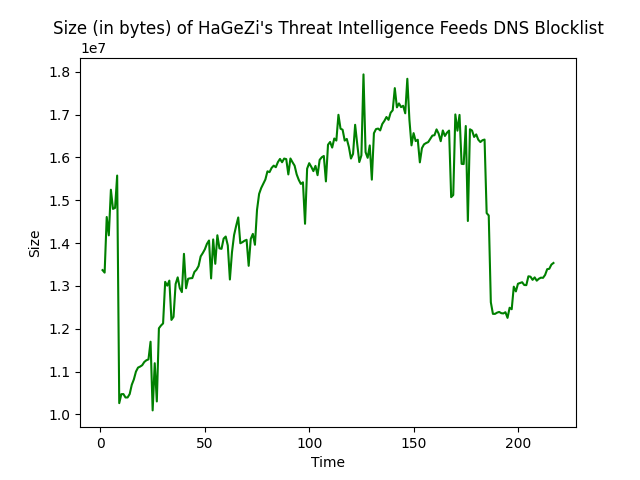 Size (in bytes) of HaGeZi's Threat Intelligence Feeds DNS Blocklist
1e7
1.8
1.7
1.6
1.5
1.4
1.3
1.2
1.1
1.0
Size
0 50 100 150 200
Time